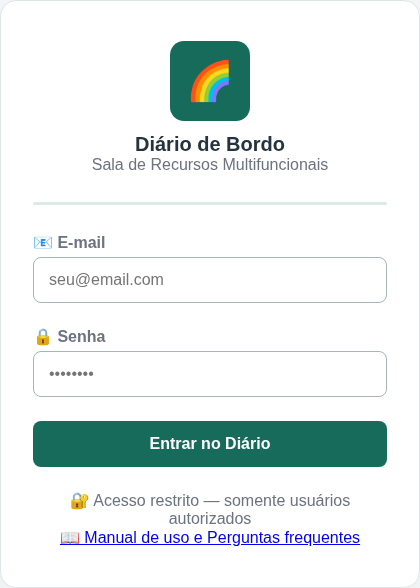 Diário de Bordo
Sala de Recursos Multifuncionais
📧 E-mail
seu@email.com
🔒 Senha
••••••••
Entrar no Diário
🔐 Acesso restrito — somente usuários
autorizados
📖 Manual de uso e Perguntas frequentes